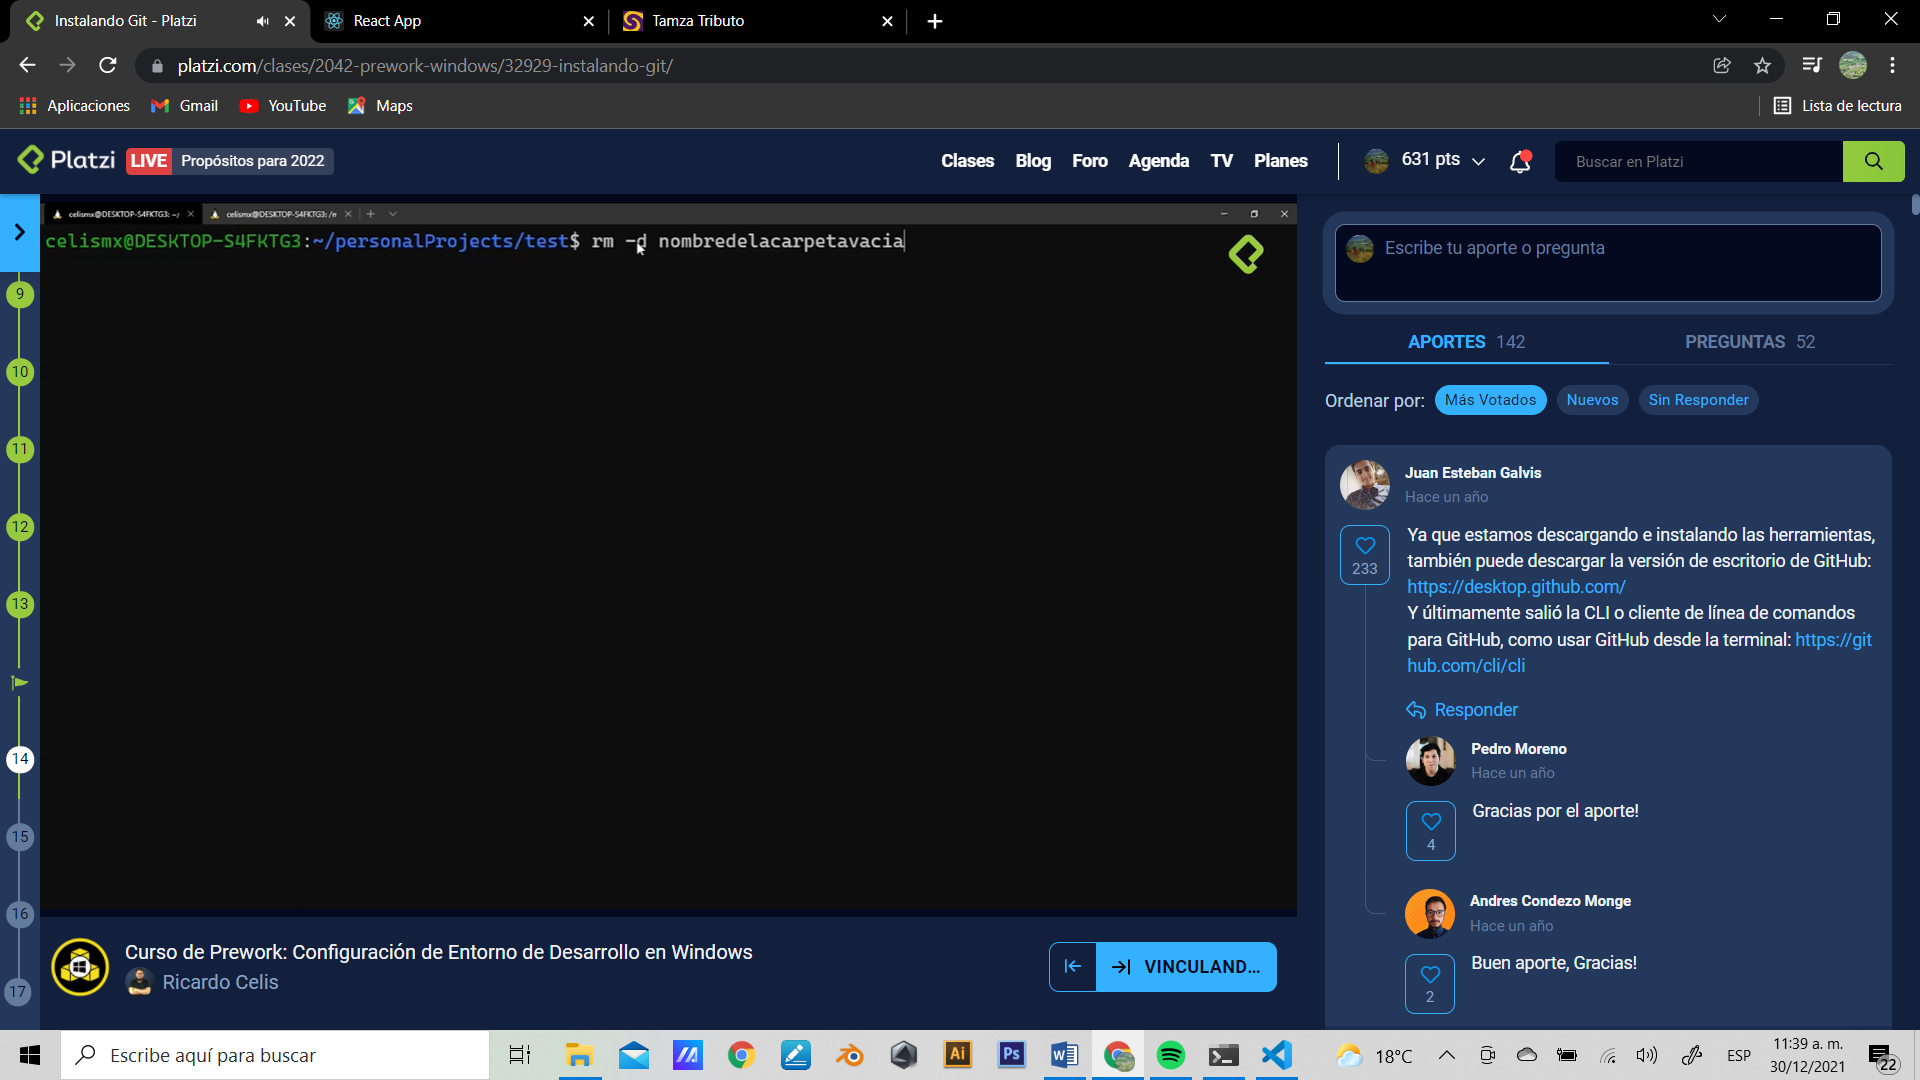 Instalando Git - Platzi
React App
Tamza Tributo
platzi.com/clases/2042-prework-windows/32929-instalando-git/
Aplicaciones
Gmail
YouTube
Maps
Lista de lectura
Platzi
LIVE Propósitos para 2022
Clases
Blog
Foro
Agenda
TV
Planes
631 pts
Buscar en Platzi
celismx@DESKTOP-S4FKTG3: ~/
celismx@DESKTOP-S4FKTG3: /n
celismx@DESKTOP-S4FKTG3:~/personalProjects/test$ rm -d nombredelacarpetavacia
9
10
11
12
13
14
15
16
17
Curso de Prework: Configuración de Entorno de Desarrollo en Windows
Ricardo Celis
VINCULAND...
Escribe tu aporte o pregunta
APORTES 142
PREGUNTAS 52
Ordenar por:
Más Votados
Nuevos
Sin Responder
Juan Esteban Galvis
Hace un año
233
Ya que estamos descargando e instalando las herramientas,
también puede descargar la versión de escritorio de GitHub:
https://desktop.github.com/
Y últimamente salió la CLI o cliente de línea de comandos
para GitHub, como usar GitHub desde la terminal: https://git
hub.com/cli/cli
Responder
Pedro Moreno
Hace un año
4
Gracias por el aporte!
Andres Condezo Monge
Hace un año
2
Buen aporte, Gracias!
Escribe aquí para buscar
Ai
Ps
18°C
ESP
11:39 a. m.
30/12/2021
22